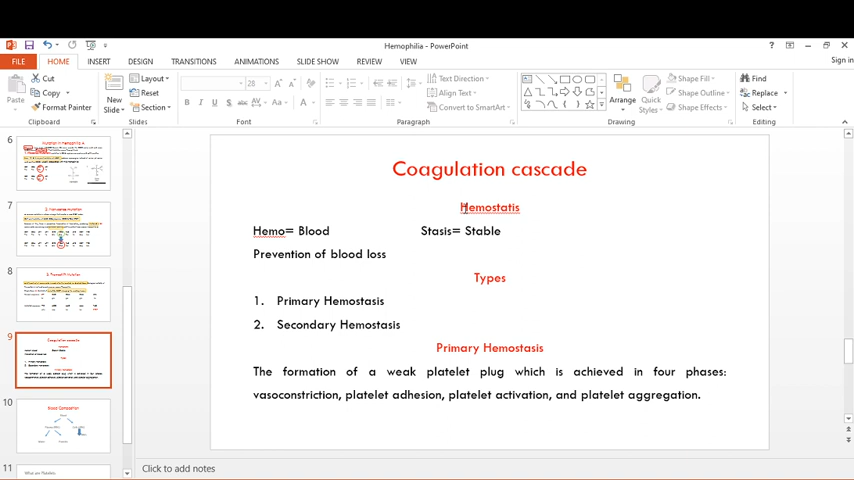 Hemophilia - PowerPoint
Sign in
FILE HOME INSERT DESIGN TRANSITIONS ANIMATIONS SLIDE SHOW REVIEW VIEW
Paste
Cut
Copy
Format Painter
Clipboard
New Slide
Layout
Reset
Section
Slides
28
B I U S abc AV Aa A
Font
Text Direction
Align Text
Convert to SmartArt
Paragraph
Arrange
Quick Styles
Shape Fill
Shape Outline
Shape Effects
Drawing
Find
Replace
Select
Editing
6
7
8
9
Coagulation cascade
10
Blood Composition
11
What are Platelets
Coagulation cascade
Hemostatis
Hemo= Blood Stasis= Stable
Prevention of blood loss
Types
1. Primary Hemostasis
2. Secondary Hemostasis
Primary Hemostasis
The formation of a weak platelet plug which is achieved in four phases:
vasoconstriction, platelet adhesion, platelet activation, and platelet aggregation.
Click to add notes